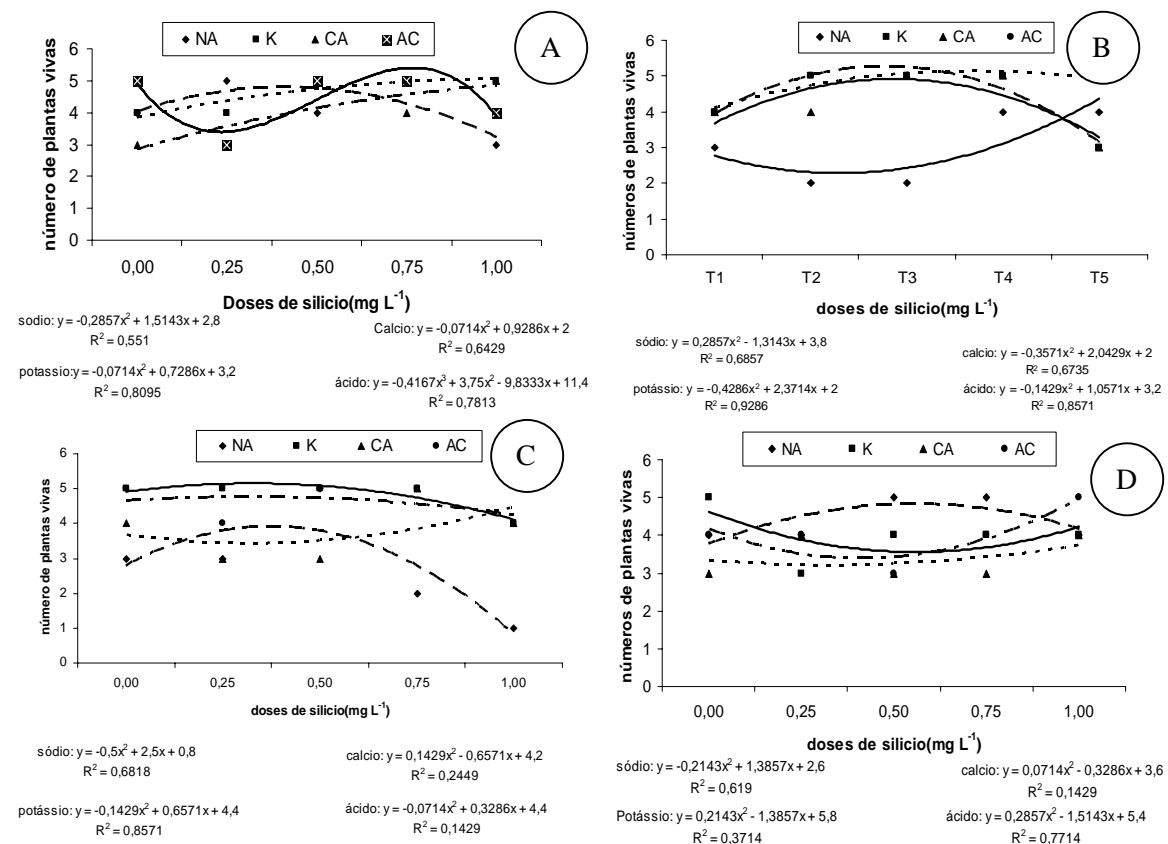 NA K CA AC
A
número de plantas vivas
6
5
4
3
2
1
0
0,00 0,25 0,50 0,75 1,00
Doses de silicio(mg L-1)
sodio: y = -0,2857x2 + 1,5143x + 2,8
R2 = 0,551
Calcio: y = -0,0714x2 + 0,9286x + 2
R2 = 0,6429
potassio:y = -0,0714x2 + 0,7286x + 3,2
R2 = 0,8095
ácido: y = -0,4167x3 + 3,75x2 - 9,8333x + 11,4
R2 = 0,7813
NA K CA AC
B
números de plantas vivas
6
5
4
3
2
1
0
T1 T2 T3 T4 T5
doses de silicio(mg L-1)
sódio: y = 0,2857x2 - 1,3143x + 3,8
R2 = 0,6857
calcio: y = -0,3571x2 + 2,0429x + 2
R2 = 0,6735
potássio: y = -0,4286x2 + 2,3714x + 2
R2 = 0,9286
ácido: y = -0,1429x2 + 1,0571x + 3,2
R2 = 0,8571
NA K CA AC
C
número de plantas vivas
6
5
4
3
2
1
0
0,00 0,25 0,50 0,75 1,00
doses de silicio(mg L-1)
sódio: y = -0,5x2 + 2,5x + 0,8
R2 = 0,6818
calcio: y = 0,1429x2 - 0,6571x + 4,2
R2 = 0,2449
potássio: y = -0,1429x2 + 0,6571x + 4,4
R2 = 0,8571
ácido: y = -0,0714x2 + 0,3286x + 4,4
R2 = 0,1429
NA K CA AC
D
números de plantas vivas
6
5
4
3
2
1
0
0,00 0,25 0,50 0,75 1,00
doses de silicio(mg L-1)
sódio: y = -0,2143x2 + 1,3857x + 2,6
R2 = 0,619
calcio: y = 0,0714x2 - 0,3286x + 3,6
R2 = 0,1429
Potássio: y = 0,2143x2 - 1,3857x + 5,8
R2 = 0,3714
ácido: y = 0,2857x2 - 1,5143x + 5,4
R2 = 0,7714